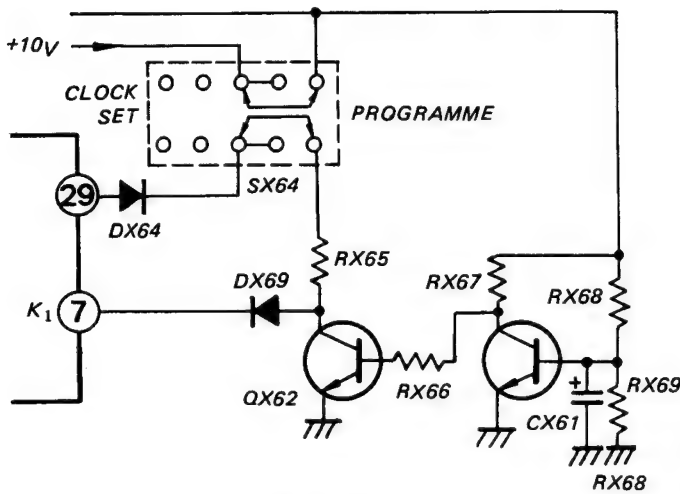 +10V
CLOCK
SET
PROGRAMME
SX64
29
DX64
RX65
DX69
RX67
RX68
K1
7
RX66
QX62
CX61
+
RX69
RX68